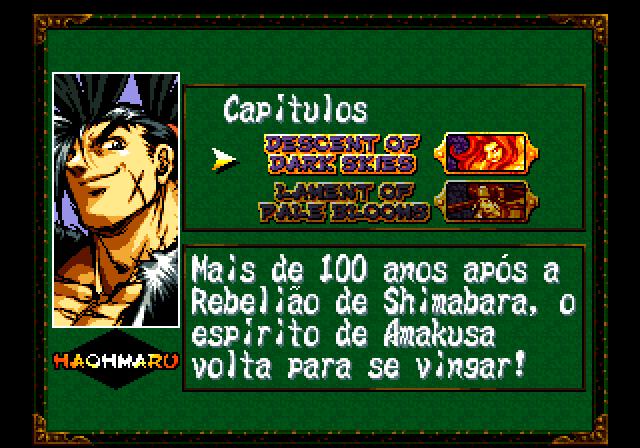 Capítulos
DESCENT OF
DARK SKIES
LAMENT OF
PALE BLOOMS
Mais de 100 anos após a
Rebelião de Shimabara, o
espírito de Amakusa
volta para se vingar!
HAOHMARU